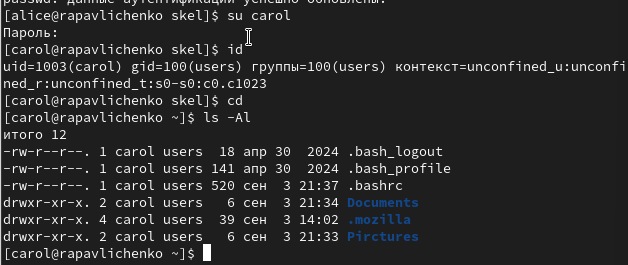 passwd: данные аутентификации успешно обновлены.
[alice@rapavlichenko skel]$ su carol
Пароль:
[carol@rapavlichenko skel]$ id
uid=1003(carol) gid=100(users) группы=100(users) контекст=unconfined_u:unconfi
ned_r:unconfined_t:s0-s0:c0.c1023
[carol@rapavlichenko skel]$ cd
[carol@rapavlichenko ~]$ ls -Al
итого 12
-rw-r--r--. 1 carol users  18 апр 30  2024 .bash_logout
-rw-r--r--. 1 carol users 141 апр 30  2024 .bash_profile
-rw-r--r--. 1 carol users 520 сен  3 21:37 .bashrc
drwxr-xr-x. 2 carol users   6 сен  3 21:34 Documents
drwxr-xr-x. 4 carol users  39 сен  3 14:02 .mozilla
drwxr-xr-x. 2 carol users   6 сен  3 21:33 Pirctures
[carol@rapavlichenko ~]$